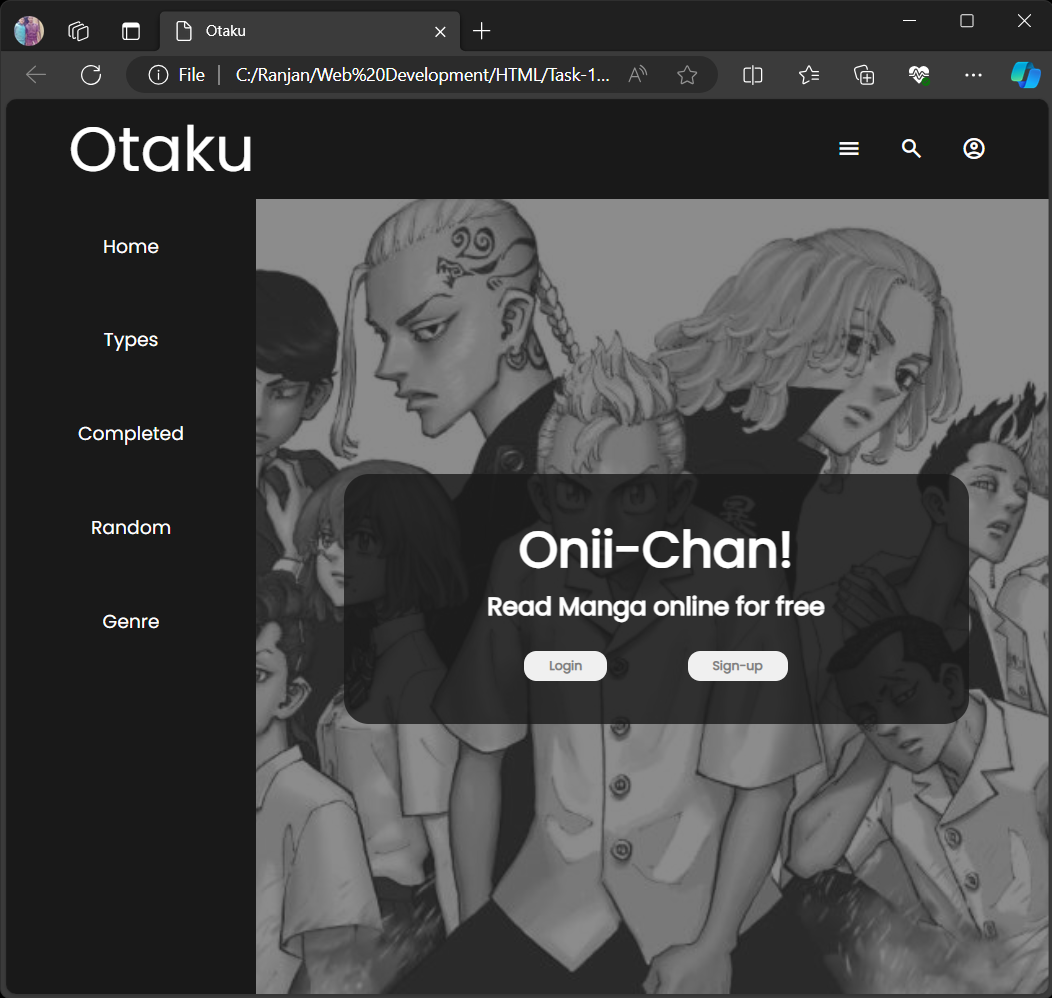 Otaku
File
C:/Ranjan/Web%20Development/HTML/Task-1...
Otaku
Home
Types
Completed
Random
Genre
Onii-Chan!
Read Manga online for free
Login
Sign-up